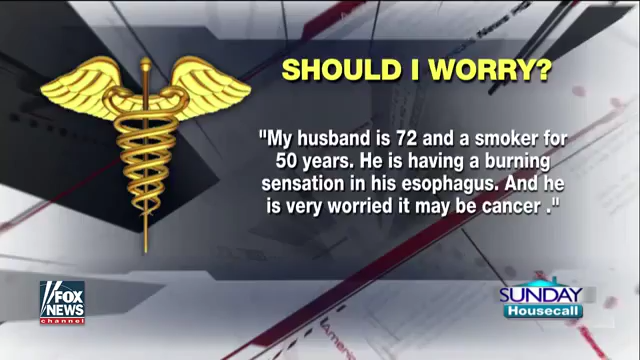 SHOULD I WORRY?
"My husband is 72 and a smoker for
50 years. He is having a burning
sensation in his esophagus. And he
is very worried it may be cancer ."
FOX
NEWS
channel
SUNDAY
Housecall